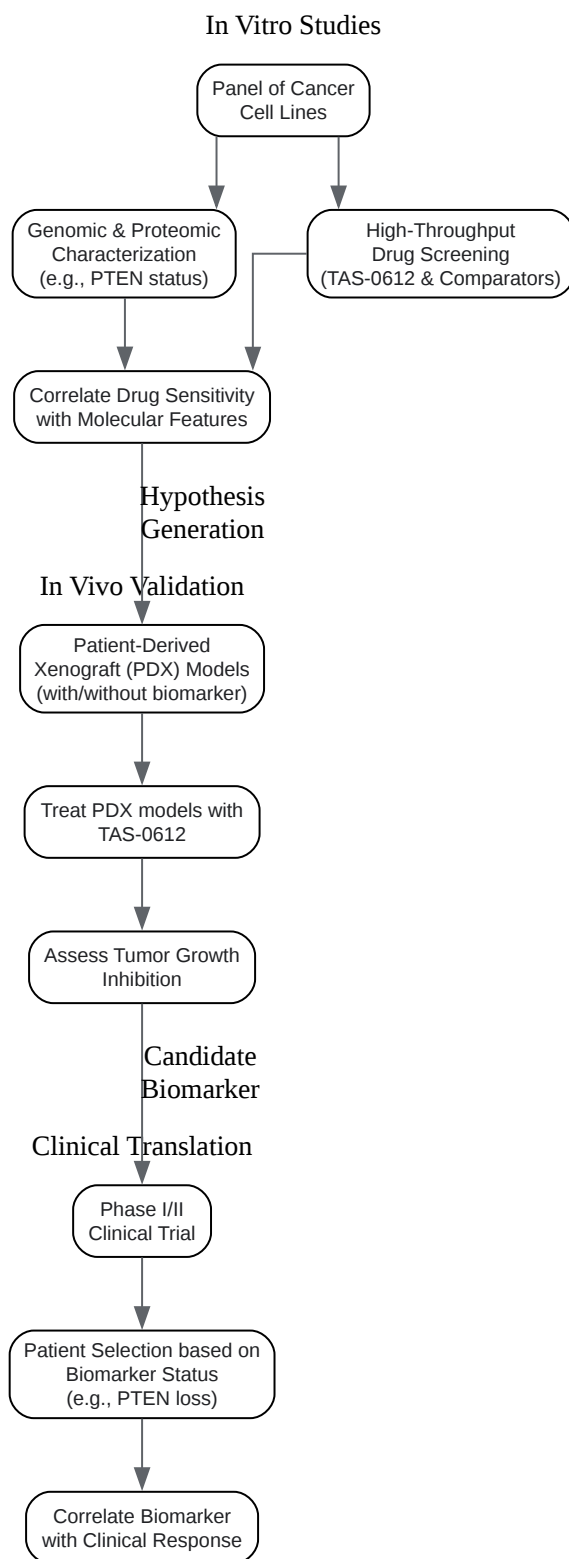 In Vitro Studies
Panel of Cancer
Cell Lines
Genomic & Proteomic
Characterization
(e.g., PTEN status)
High-Throughput
Drug Screening
(TAS-0612 & Comparators)
Correlate Drug Sensitivity
with Molecular Features
Hypothesis
Generation
In Vivo Validation
Patient-Derived
Xenograft (PDX) Models
(with/without biomarker)
Treat PDX models with
TAS-0612
Assess Tumor Growth
Inhibition
Candidate
Biomarker
Clinical Translation
Phase I/II
Clinical Trial
Patient Selection based on
Biomarker Status
(e.g., PTEN loss)
Correlate Biomarker
with Clinical Response